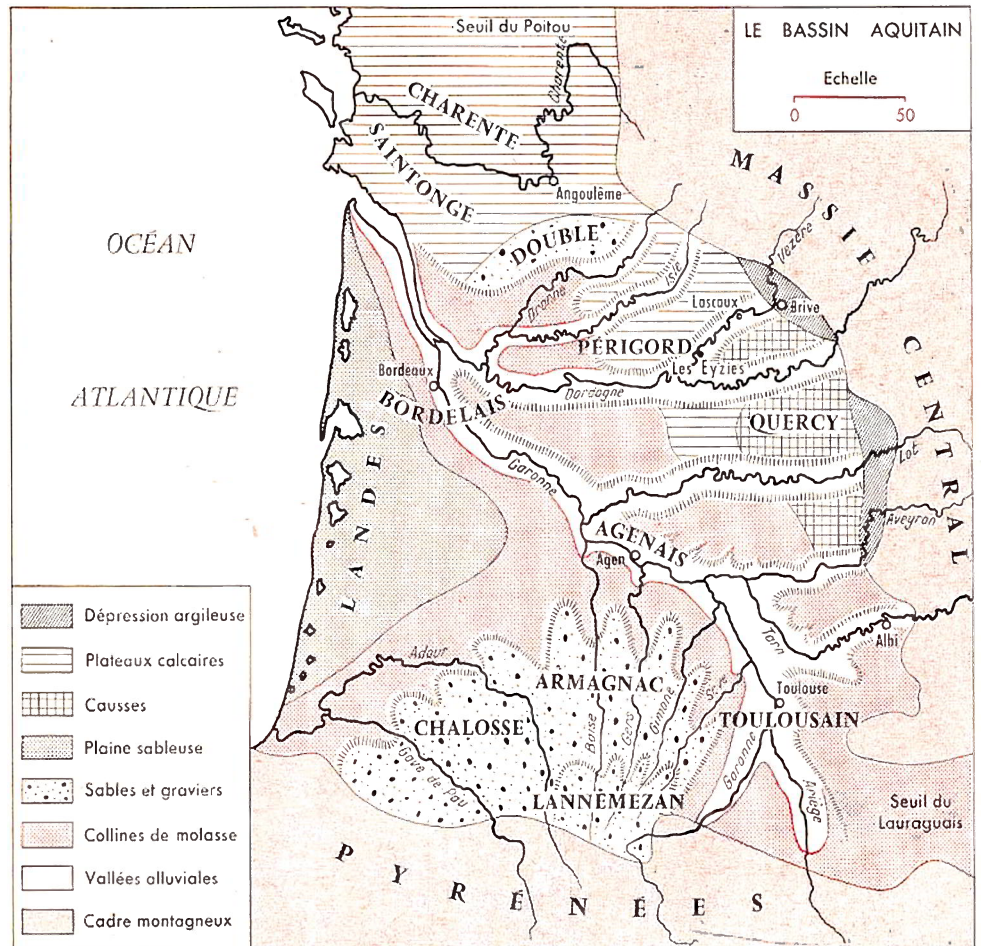 LE BASSIN AQUITAIN
Echelle
0 50
Seuil du Poitou
Charente
CHARENTE
SAINTONGE
Angoulême
MASSIF CENTRAL
OCÉAN
ATLANTIQUE
DOUBLE
Dronne
Isle
Vézère
Lascaux
Brive
PÉRIGORD
Les Eyzies
Bordeaux
BORDELAIS
Dordogne
QUERCY
LANDES
Garonne
Lot
AGENAIS
Agen
Aveyron
Tarn
Albi
Adour
ARMAGNAC
Baïse
Gers
Gimone
Save
Toulouse
TOULOUSAIN
CHALOSSE
Gave de Pau
LANNEMEZAN
Garonne
Ariège
Seuil du
Lauraguais
PYRÉNÉES
Dépression argileuse
Plateaux calcaires
Causses
Plaine sableuse
Sables et graviers
Collines de molasse
Vallées alluviales
Cadre montagneux